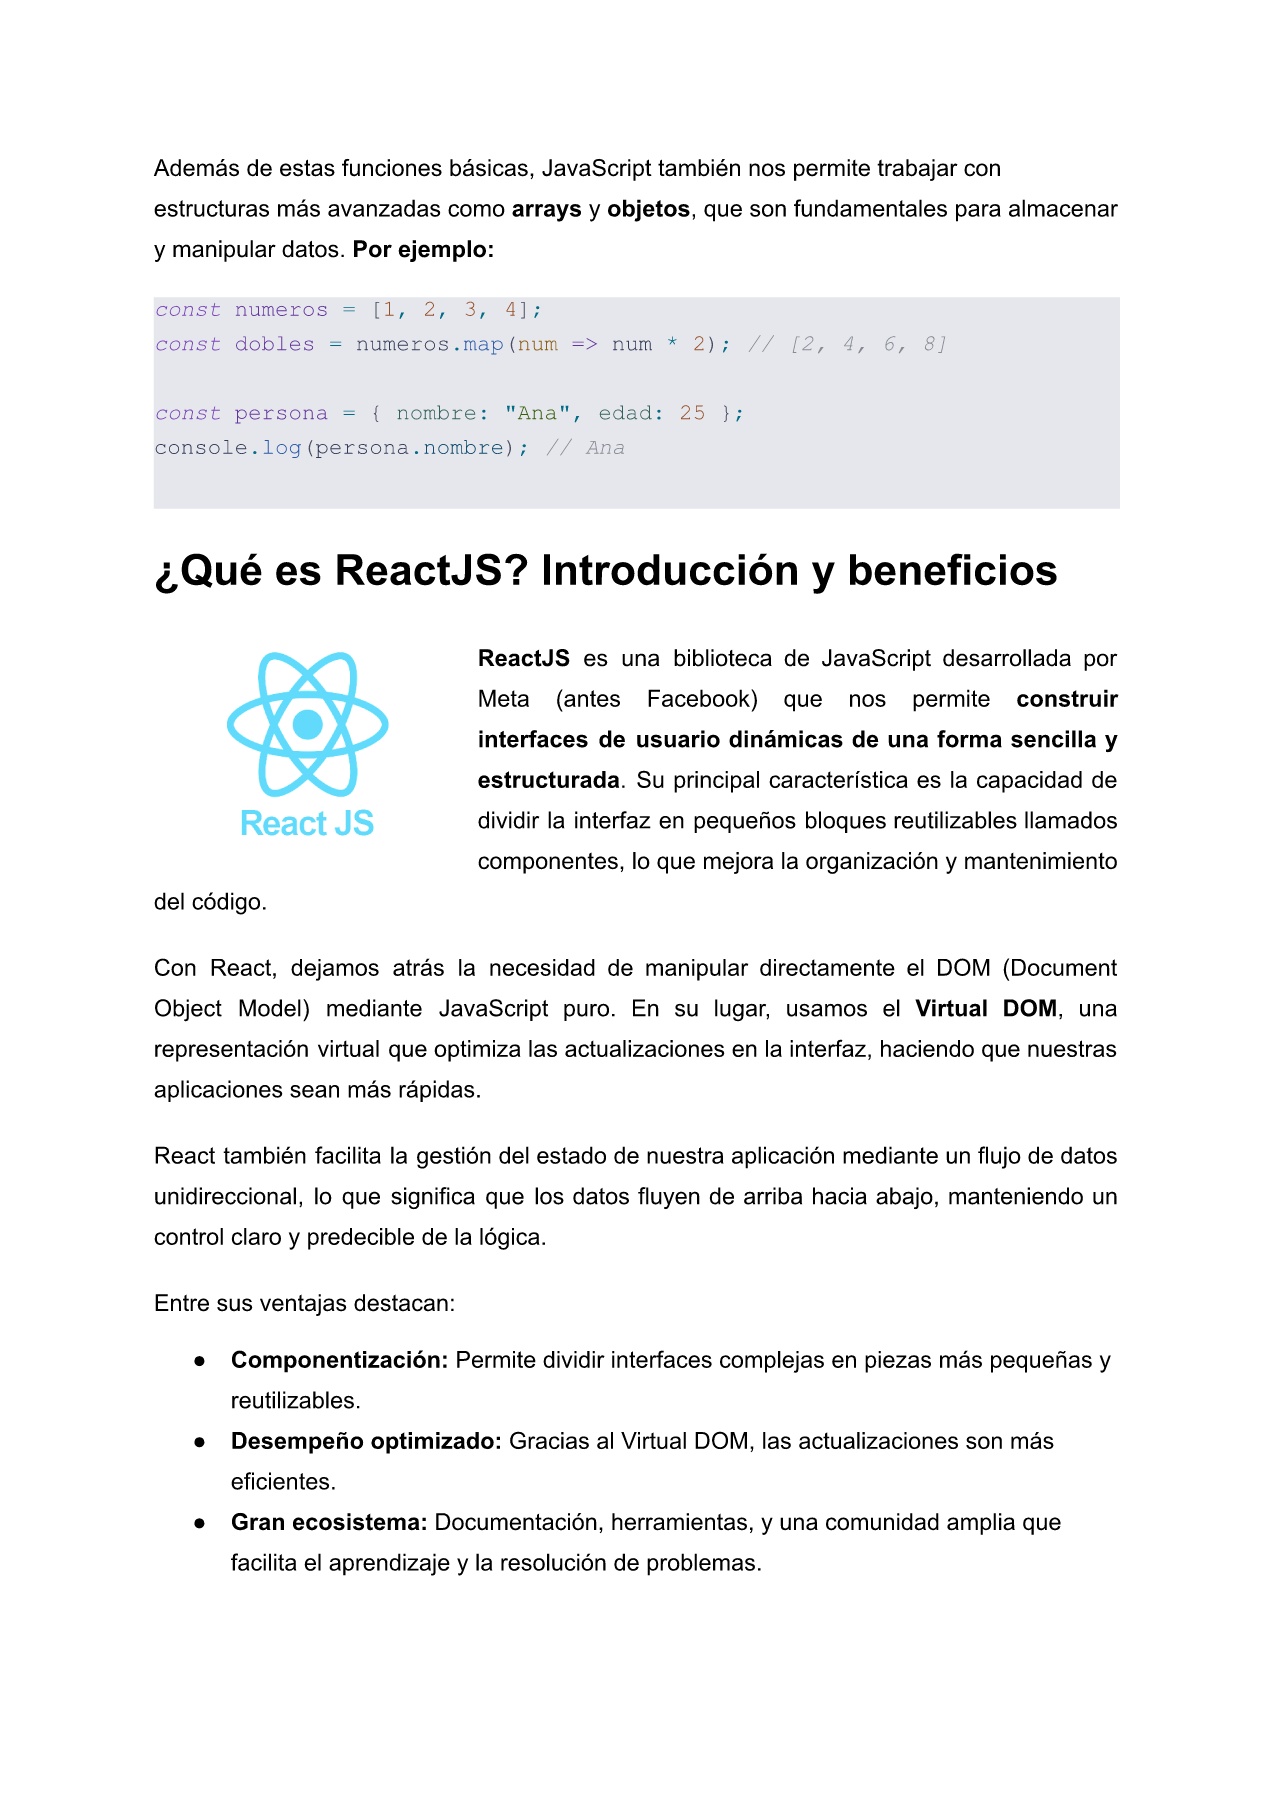 Además de estas funciones básicas, JavaScript también nos permite trabajar con
estructuras más avanzadas como arrays y objetos, que son fundamentales para almacenar
y manipular datos. Por ejemplo:
const numeros = [1, 2, 3, 4];
const dobles = numeros.map(num => num * 2); // [2, 4, 6, 8]
const persona = { nombre: "Ana", edad: 25 };
console.log(persona.nombre); // Ana
¿Qué es ReactJS? Introducción y beneficios
React JS
ReactJS es una biblioteca de JavaScript desarrollada por
Meta (antes Facebook) que nos permite construir
interfaces de usuario dinámicas de una forma sencilla y
estructurada. Su principal característica es la capacidad de
dividir la interfaz en pequeños bloques reutilizables llamados
componentes, lo que mejora la organización y mantenimiento
del código.
Con React, dejamos atrás la necesidad de manipular directamente el DOM (Document
Object Model) mediante JavaScript puro. En su lugar, usamos el Virtual DOM, una
representación virtual que optimiza las actualizaciones en la interfaz, haciendo que nuestras
aplicaciones sean más rápidas.
React también facilita la gestión del estado de nuestra aplicación mediante un flujo de datos
unidireccional, lo que significa que los datos fluyen de arriba hacia abajo, manteniendo un
control claro y predecible de la lógica.
Entre sus ventajas destacan:
● Componentización: Permite dividir interfaces complejas en piezas más pequeñas y
reutilizables.
● Desempeño optimizado: Gracias al Virtual DOM, las actualizaciones son más
eficientes.
● Gran ecosistema: Documentación, herramientas, y una comunidad amplia que
facilita el aprendizaje y la resolución de problemas.